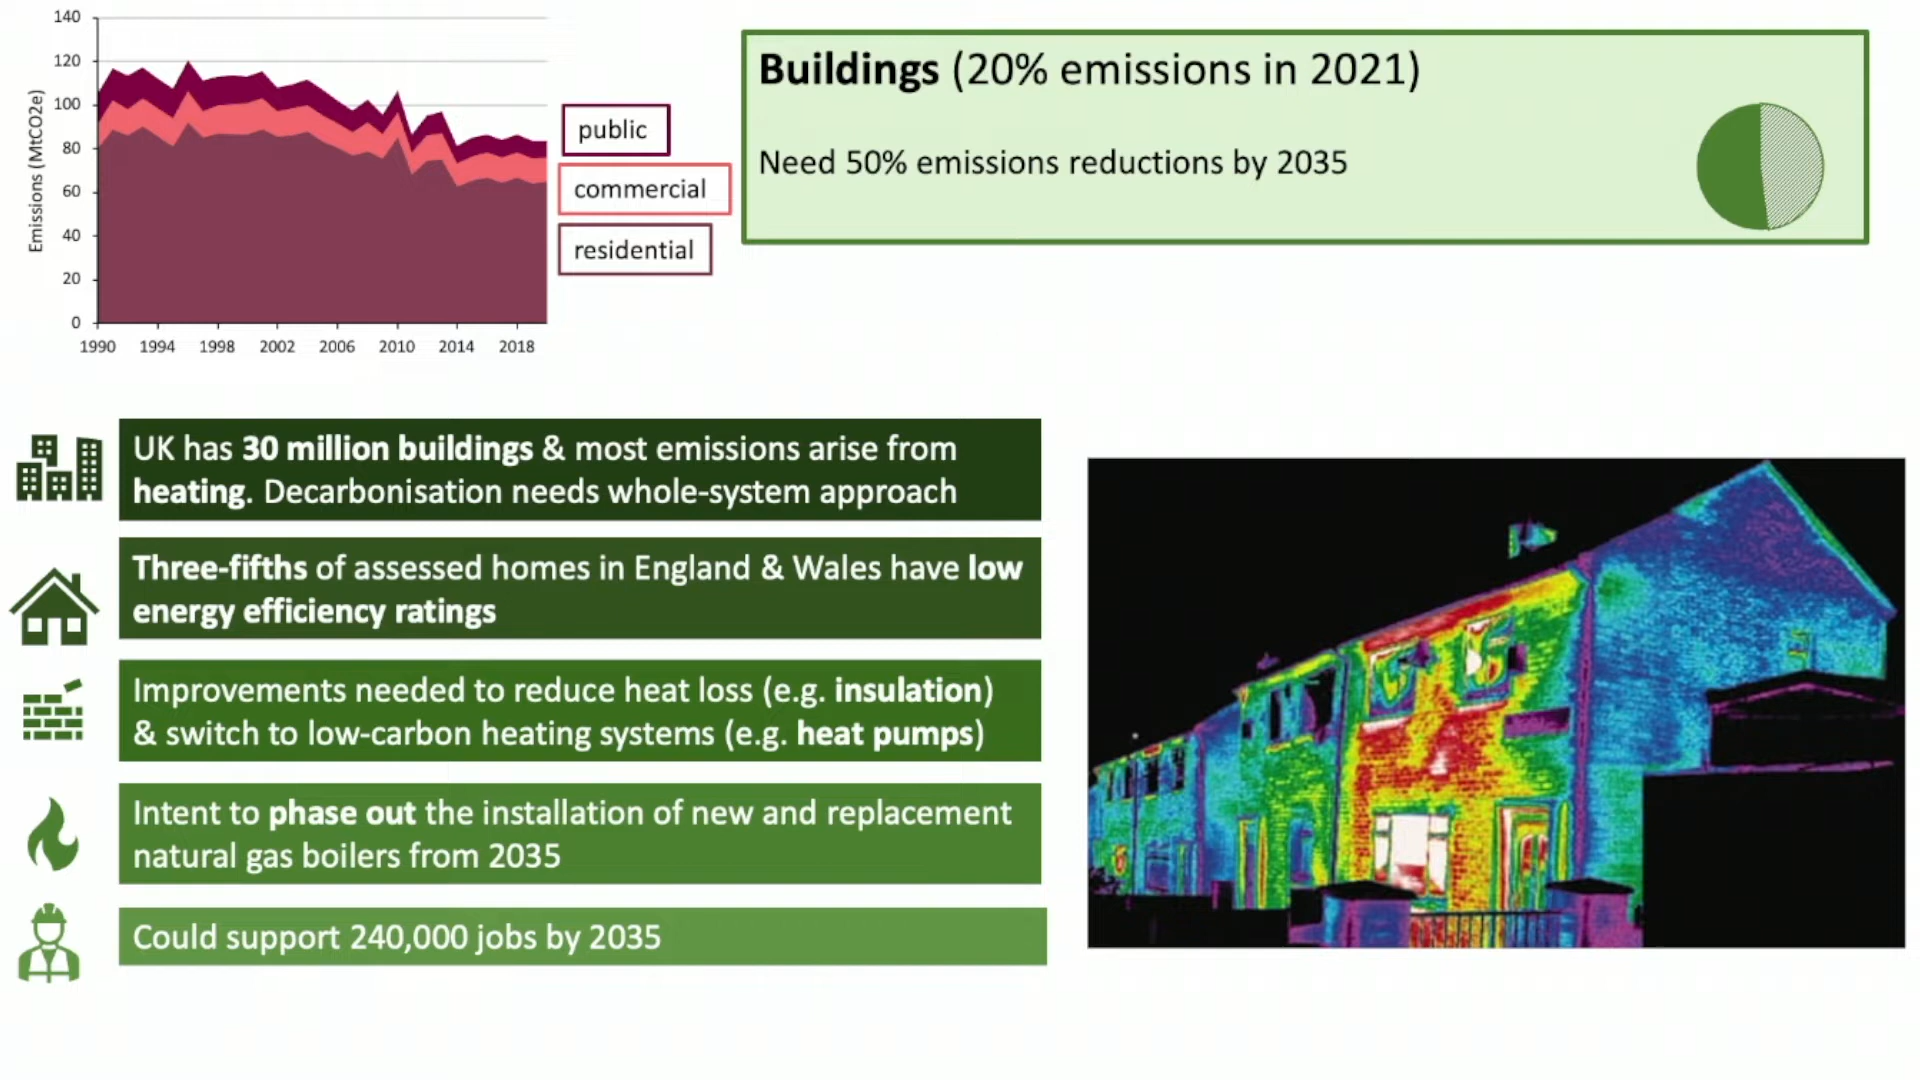 140
120
100
80
60
40
20
0
Emissions (MtCO2e)
1990 1994 1998 2002 2006 2010 2014 2018
public
commercial
residential
Buildings (20% emissions in 2021)
Need 50% emissions reductions by 2035
UK has 30 million buildings & most emissions arise from
heating. Decarbonisation needs whole-system approach
Three-fifths of assessed homes in England & Wales have low
energy efficiency ratings
Improvements needed to reduce heat loss (e.g. insulation)
& switch to low-carbon heating systems (e.g. heat pumps)
Intent to phase out the installation of new and replacement
natural gas boilers from 2035
Could support 240,000 jobs by 2035